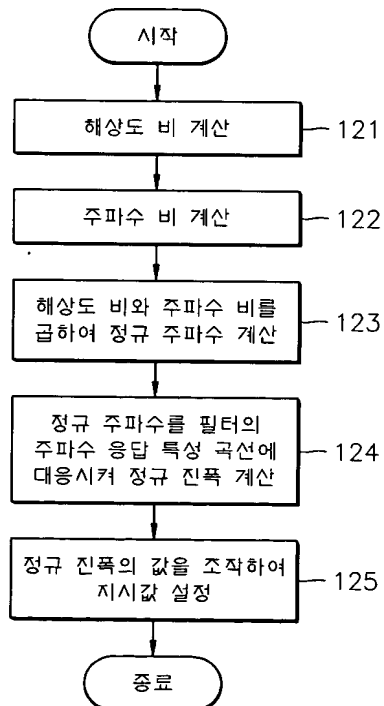 시작
해상도 비 계산
121
주파수 비 계산
122
해상도 비와 주파수 비를
곱하여 정규 주파수 계산
123
정규 주파수를 필터의
주파수 응답 특성 곡선에
대응시켜 정규 진폭 계산
124
정규 진폭의 값을 조작하여
지시값 설정
125
종료